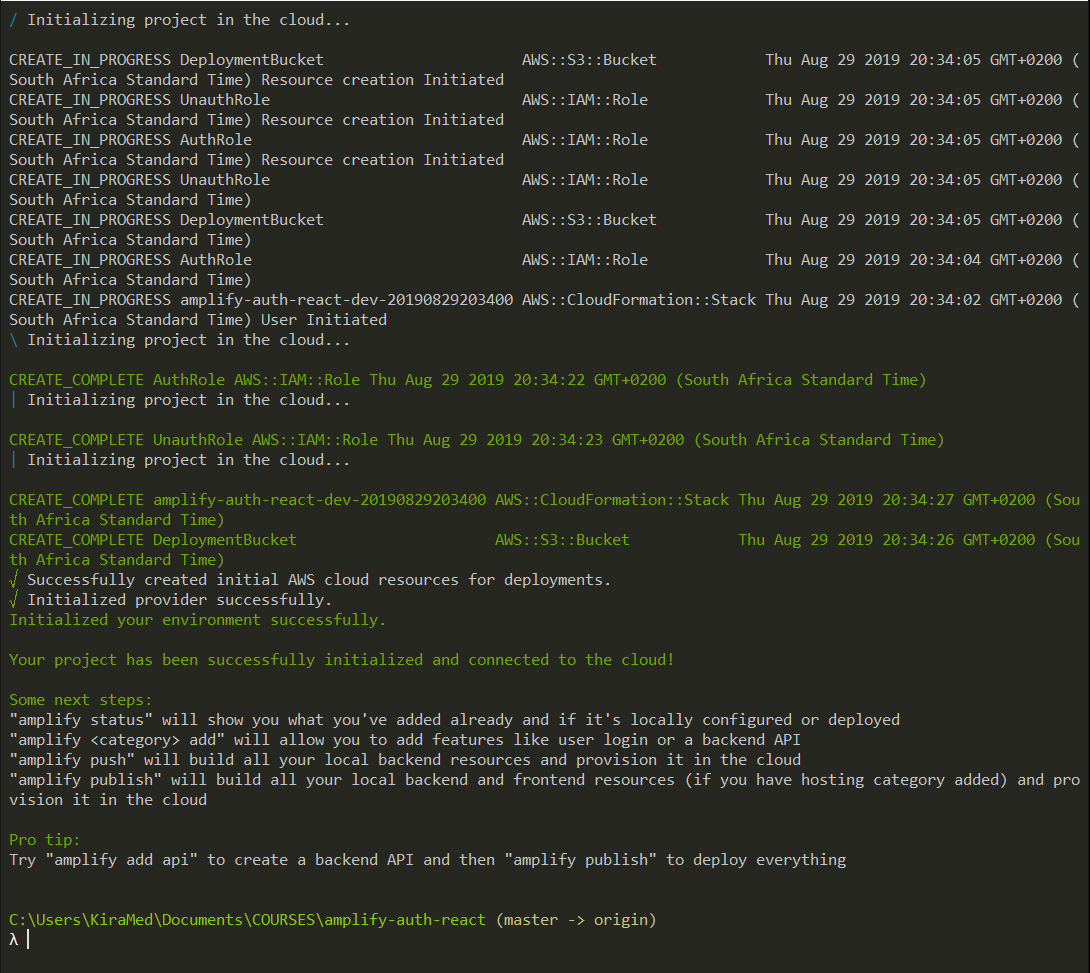 / Initializing project in the cloud...
CREATE_IN_PROGRESS DeploymentBucket                      AWS::S3::Bucket            Thu Aug 29 2019 20:34:05 GMT+0200 (
South Africa Standard Time) Resource creation Initiated
CREATE_IN_PROGRESS UnauthRole                            AWS::IAM::Role             Thu Aug 29 2019 20:34:05 GMT+0200 (
South Africa Standard Time) Resource creation Initiated
CREATE_IN_PROGRESS AuthRole                              AWS::IAM::Role             Thu Aug 29 2019 20:34:05 GMT+0200 (
South Africa Standard Time) Resource creation Initiated
CREATE_IN_PROGRESS UnauthRole                            AWS::IAM::Role             Thu Aug 29 2019 20:34:05 GMT+0200 (
South Africa Standard Time)
CREATE_IN_PROGRESS DeploymentBucket                      AWS::S3::Bucket            Thu Aug 29 2019 20:34:05 GMT+0200 (
South Africa Standard Time)
CREATE_IN_PROGRESS AuthRole                              AWS::IAM::Role             Thu Aug 29 2019 20:34:04 GMT+0200 (
South Africa Standard Time)
CREATE_IN_PROGRESS amplify-auth-react-dev-20190829203400 AWS::CloudFormation::Stack Thu Aug 29 2019 20:34:02 GMT+0200 (
South Africa Standard Time) User Initiated
\ Initializing project in the cloud...
CREATE_COMPLETE AuthRole AWS::IAM::Role Thu Aug 29 2019 20:34:22 GMT+0200 (South Africa Standard Time)
| Initializing project in the cloud...
CREATE_COMPLETE UnauthRole AWS::IAM::Role Thu Aug 29 2019 20:34:23 GMT+0200 (South Africa Standard Time)
| Initializing project in the cloud...
CREATE_COMPLETE amplify-auth-react-dev-20190829203400 AWS::CloudFormation::Stack Thu Aug 29 2019 20:34:27 GMT+0200 (Sou
th Africa Standard Time)
CREATE_COMPLETE DeploymentBucket                      AWS::S3::Bucket            Thu Aug 29 2019 20:34:26 GMT+0200 (Sou
th Africa Standard Time)
√ Successfully created initial AWS cloud resources for deployments.
√ Initialized provider successfully.
Initialized your environment successfully.
Your project has been successfully initialized and connected to the cloud!
Some next steps:
"amplify status" will show you what you've added already and if it's locally configured or deployed
"amplify <category> add" will allow you to add features like user login or a backend API
"amplify push" will build all your local backend resources and provision it in the cloud
"amplify publish" will build all your local backend and frontend resources (if you have hosting category added) and pro
vision it in the cloud
Pro tip:
Try "amplify add api" to create a backend API and then "amplify publish" to deploy everything
C:\Users\KiraMed\Documents\COURSES\amplify-auth-react (master -> origin)
λ